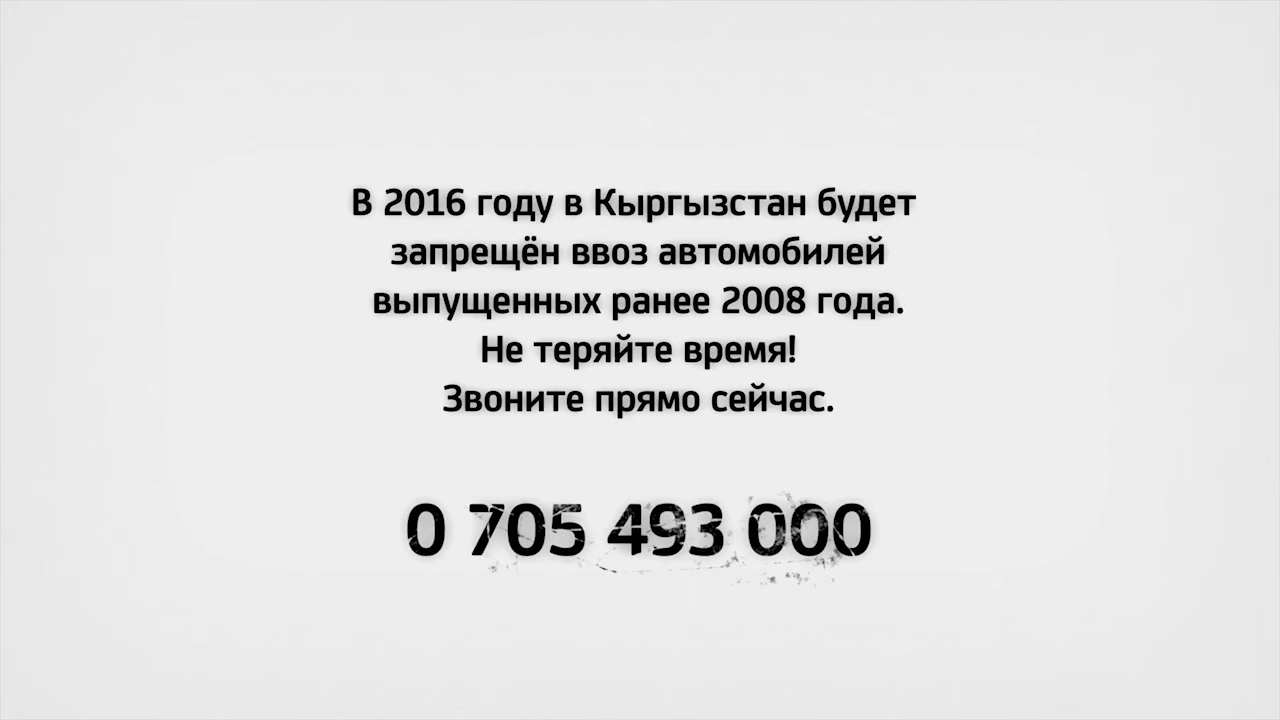 В 2016 году в Кыргызстан будет
запрещён ввоз автомобилей
выпущенных ранее 2008 года.
Не теряйте время!
Звоните прямо сейчас.
0 705 493 000